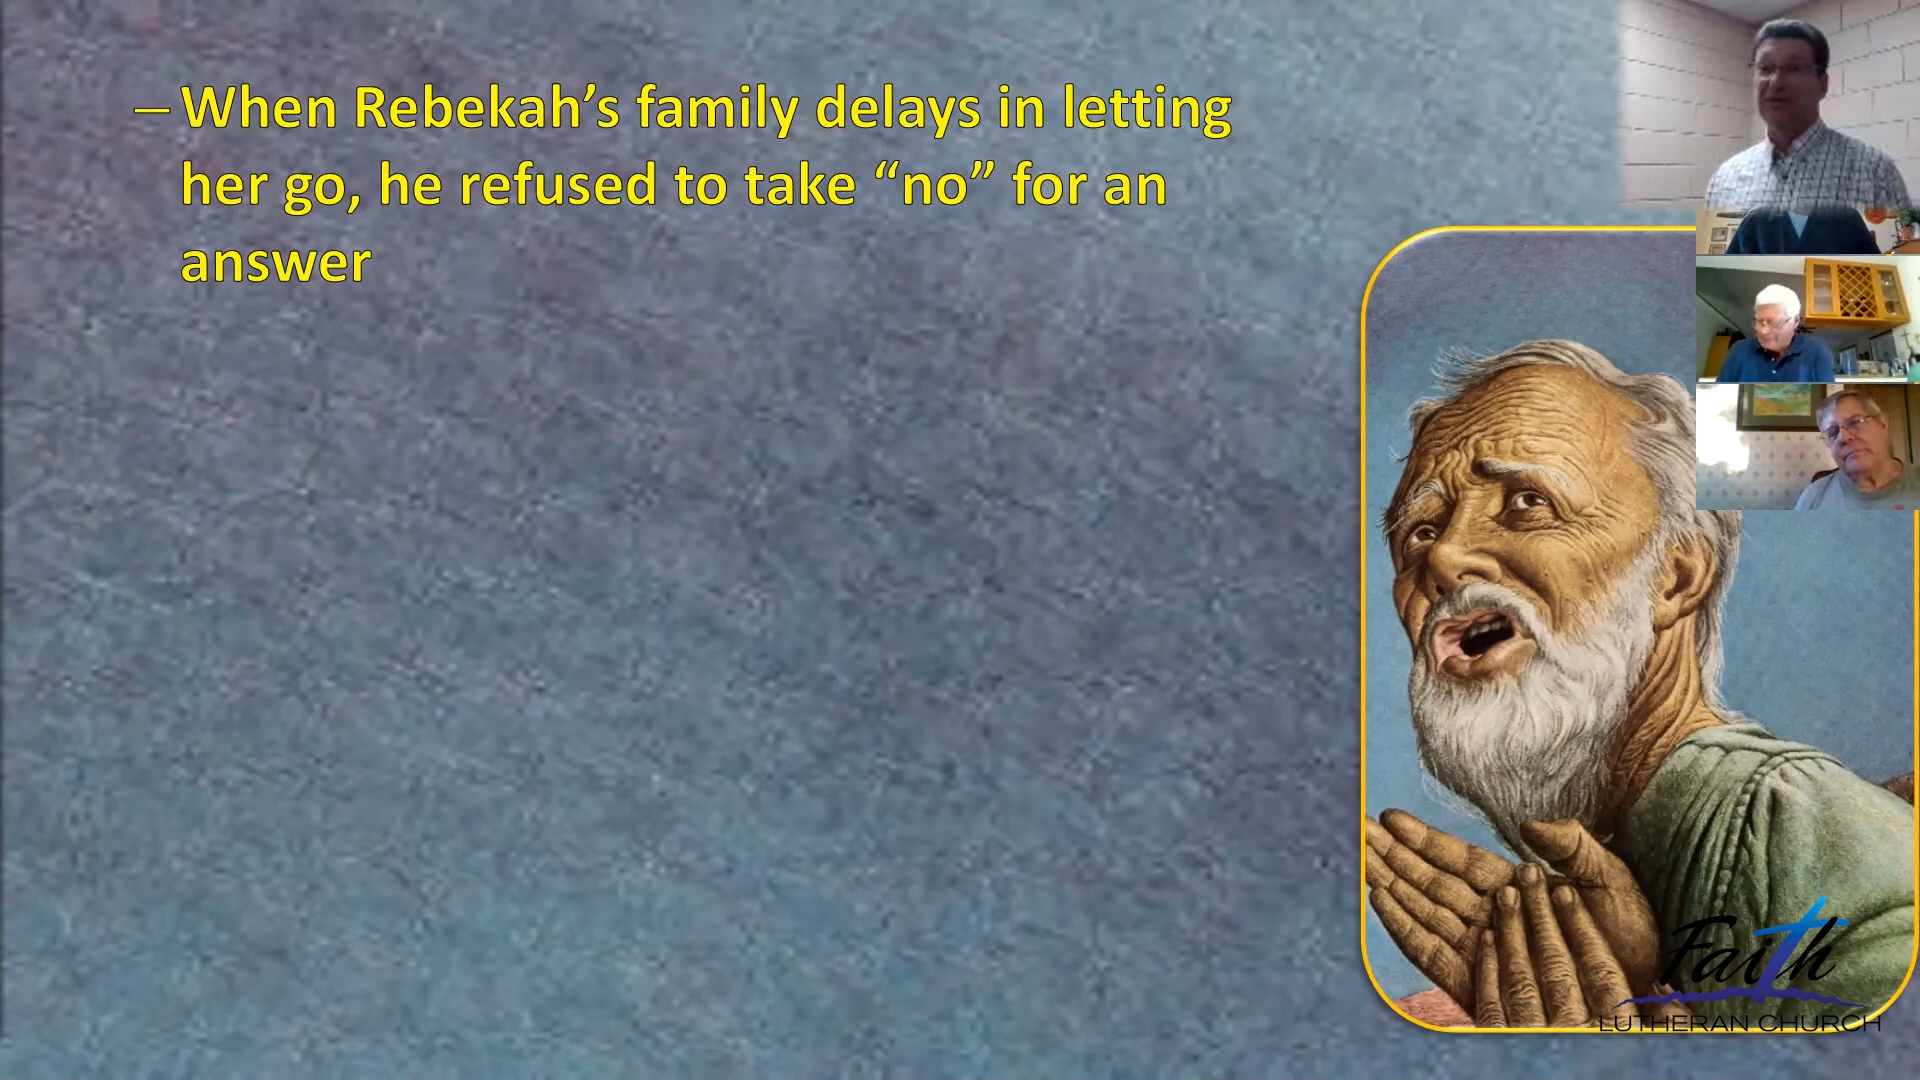 – When Rebekah’s family delays in letting
her go, he refused to take “no” for an
answer
Faith
LUTHERAN CHURCH